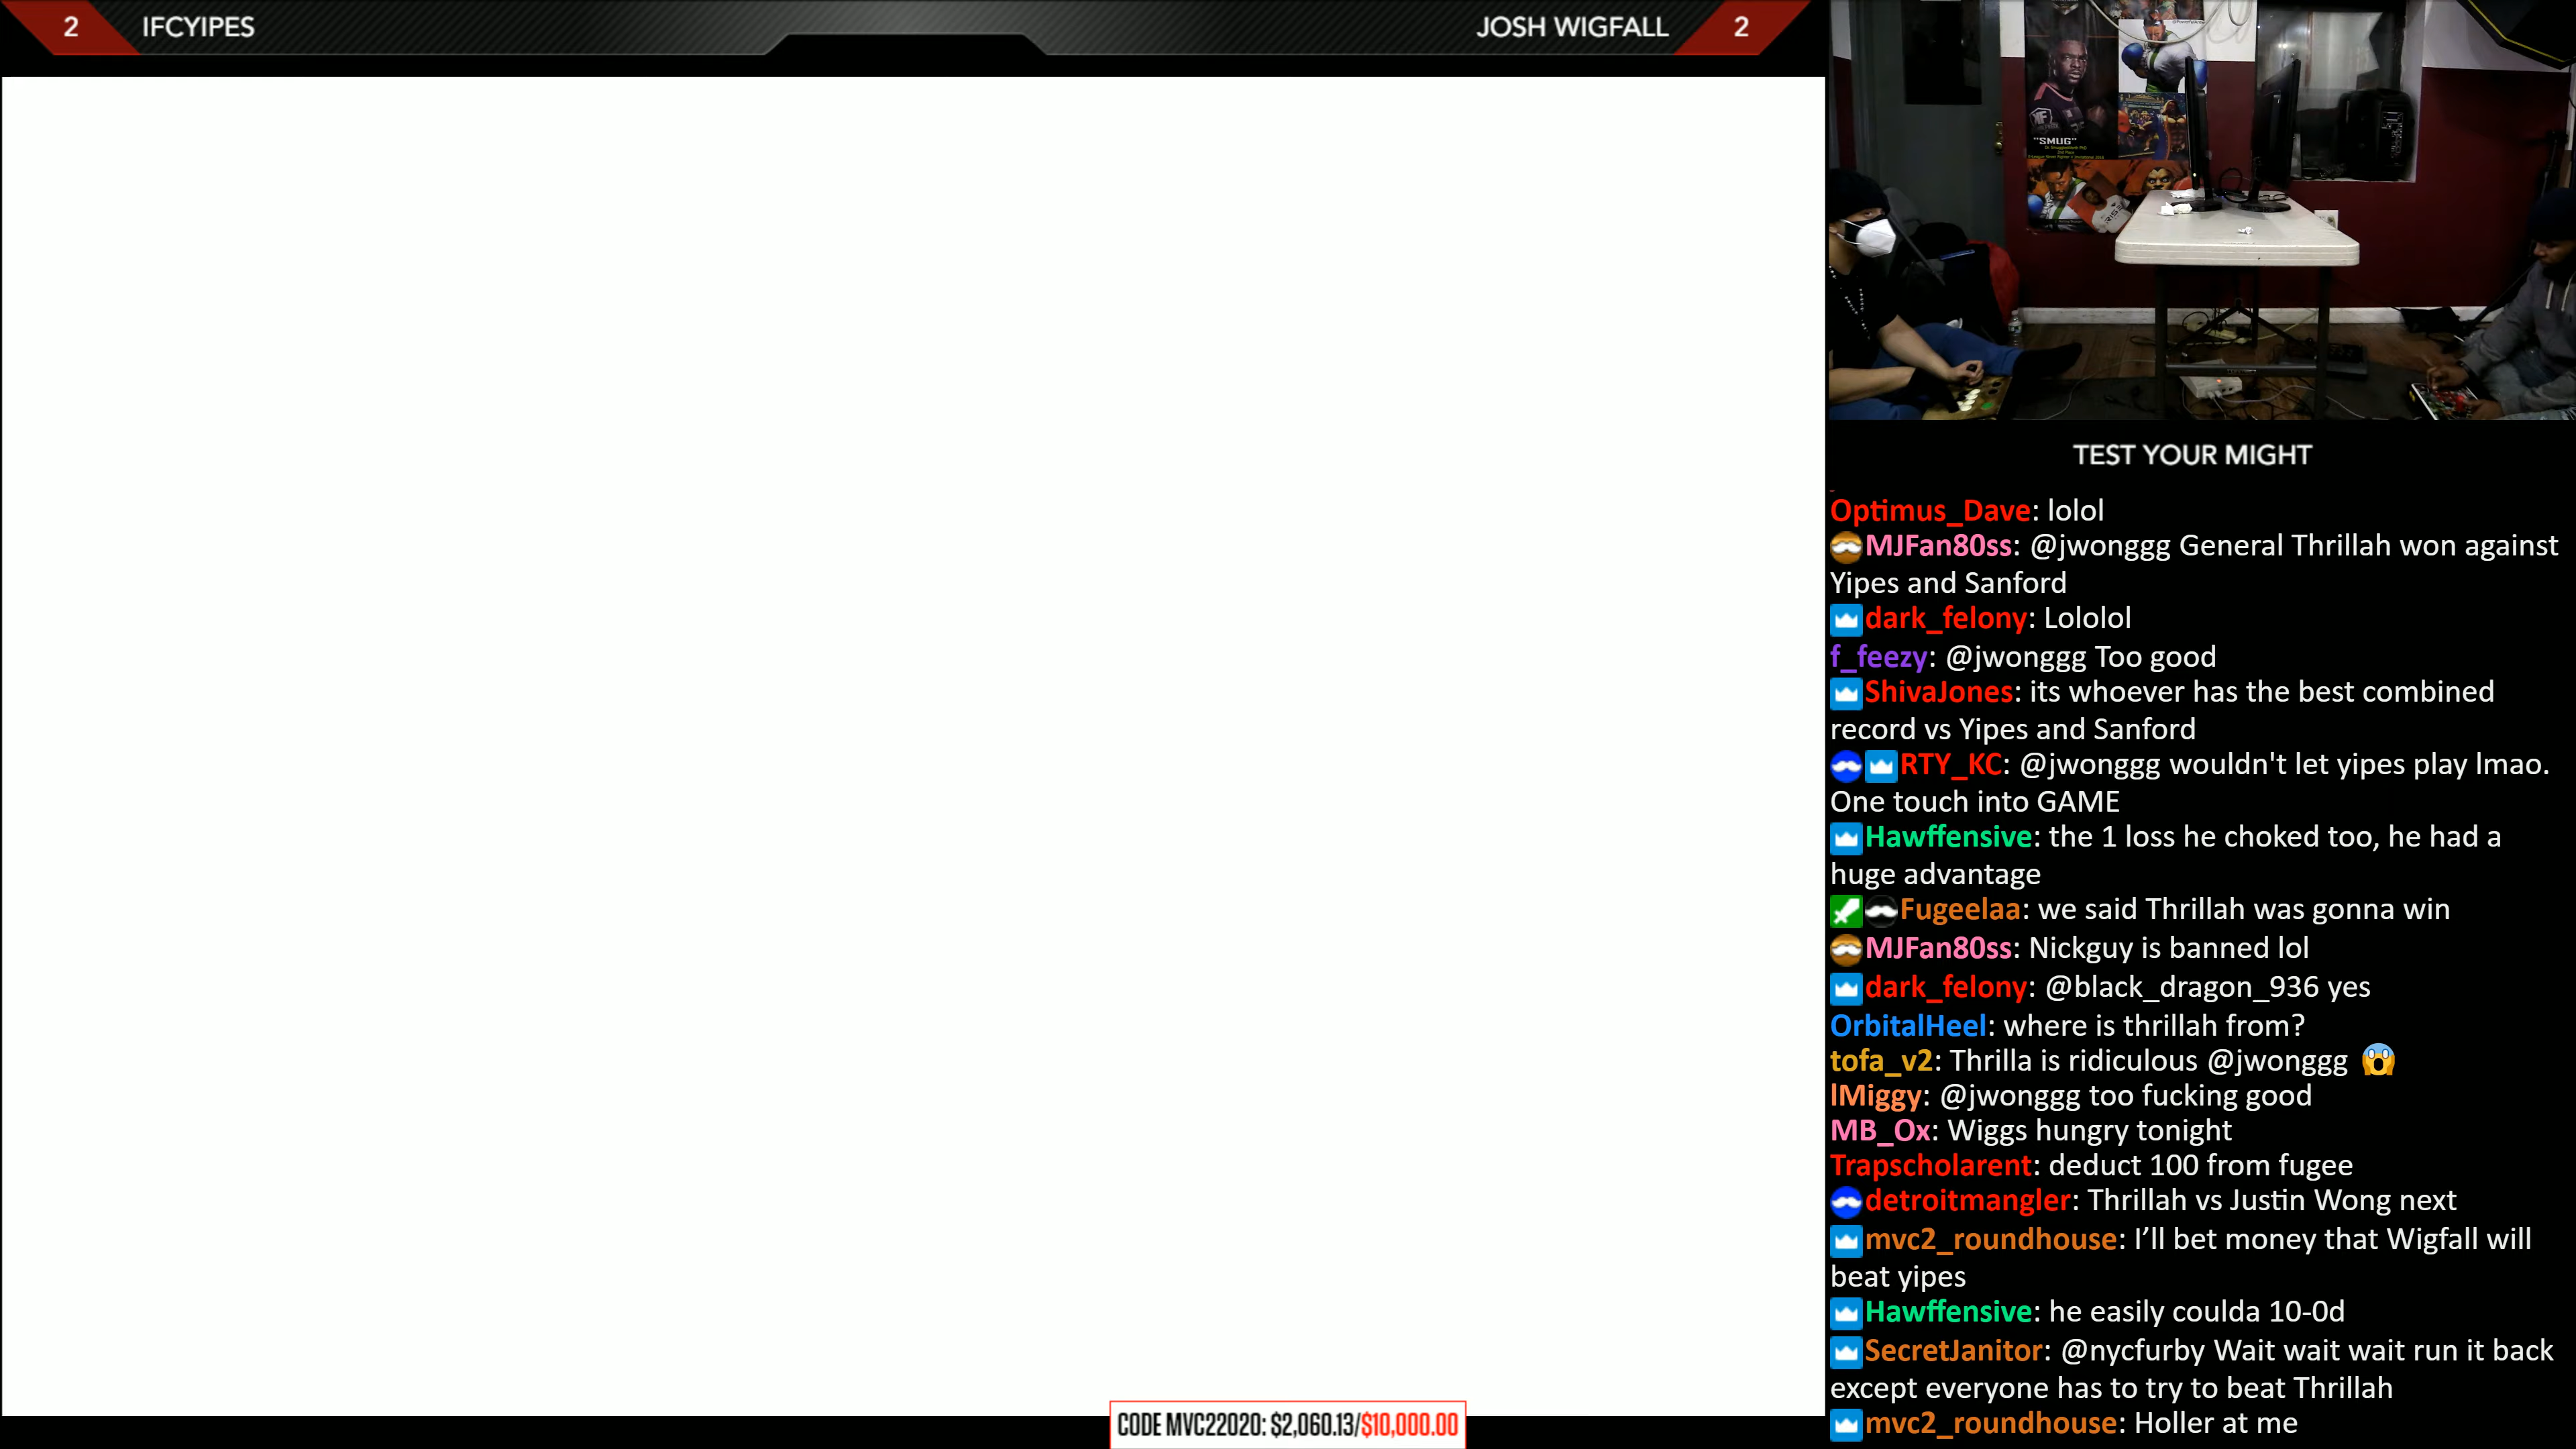 2 IFCYIPES JOSH WIGFALL 2
"SMUG"
TEST YOUR MIGHT
Optimus_Dave: lolol
MJFan80ss: @jwonggg General Thrillah won against
Yipes and Sanford
dark_felony: Lololol
f_feezy: @jwonggg Too good
ShivaJones: its whoever has the best combined
record vs Yipes and Sanford
RTY_KC: @jwonggg wouldn't let yipes play lmao.
One touch into GAME
Hawffensive: the 1 loss he choked too, he had a
huge advantage
Fugeelaa: we said Thrillah was gonna win
MJFan80ss: Nickguy is banned lol
dark_felony: @black_dragon_936 yes
OrbitalHeel: where is thrillah from?
tofa_v2: Thrilla is ridiculous @jwonggg 😱
lMiggy: @jwonggg too fucking good
MB_Ox: Wiggs hungry tonight
Trapscholarent: deduct 100 from fugee
detroitmangler: Thrillah vs Justin Wong next
mvc2_roundhouse: I’ll bet money that Wigfall will
beat yipes
Hawffensive: he easily coulda 10-0d
SecretJanitor: @nycfurby Wait wait wait run it back
except everyone has to try to beat Thrillah
mvc2_roundhouse: Holler at me
CODE MVC22020: $2,060.13/$10,000.00